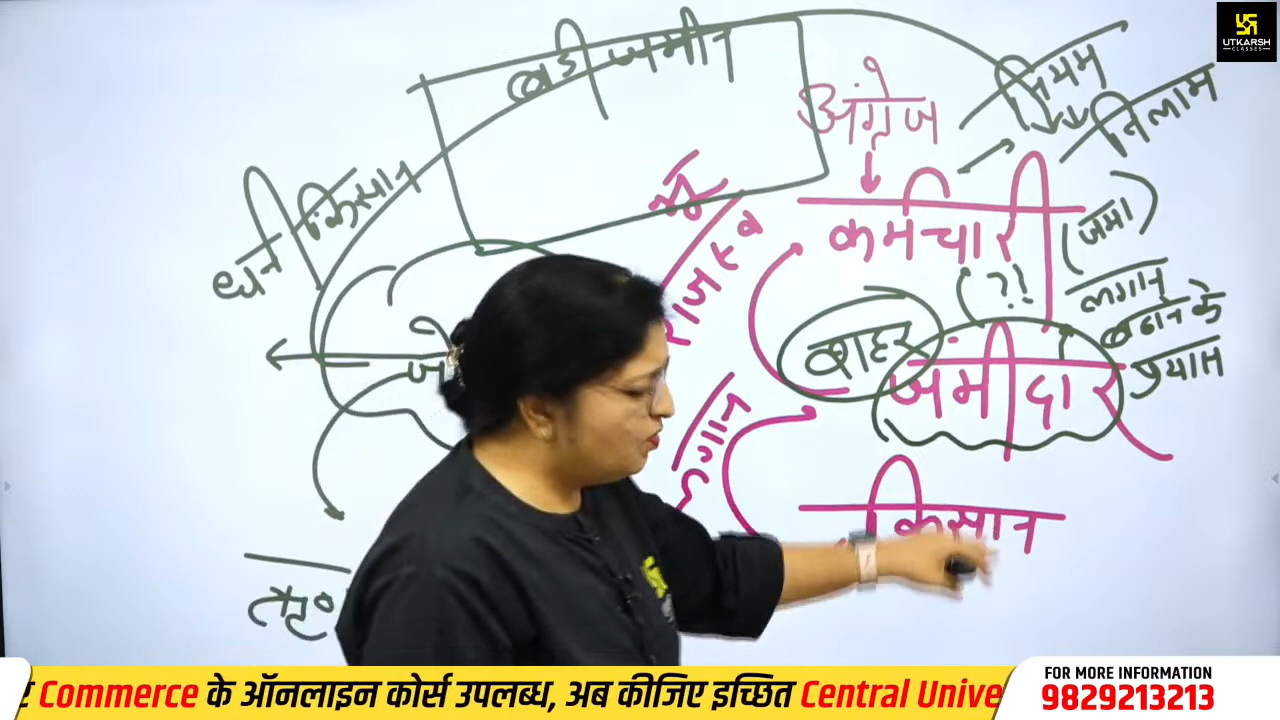 बडी जमीन
नियम
अंग्रेज
निलाम
धनी किसान
भू
राजस्व
कर्मचारी
(जमा)
(?!
लगान
बढाने के
प्रयास
शहर
जमींदार
लगान
किसान
UTKARSH
CLASSES
Commerce के ऑनलाइन कोर्स उपलब्ध, अब कीजिए इच्छित Central Unive
FOR MORE INFORMATION
9829213213